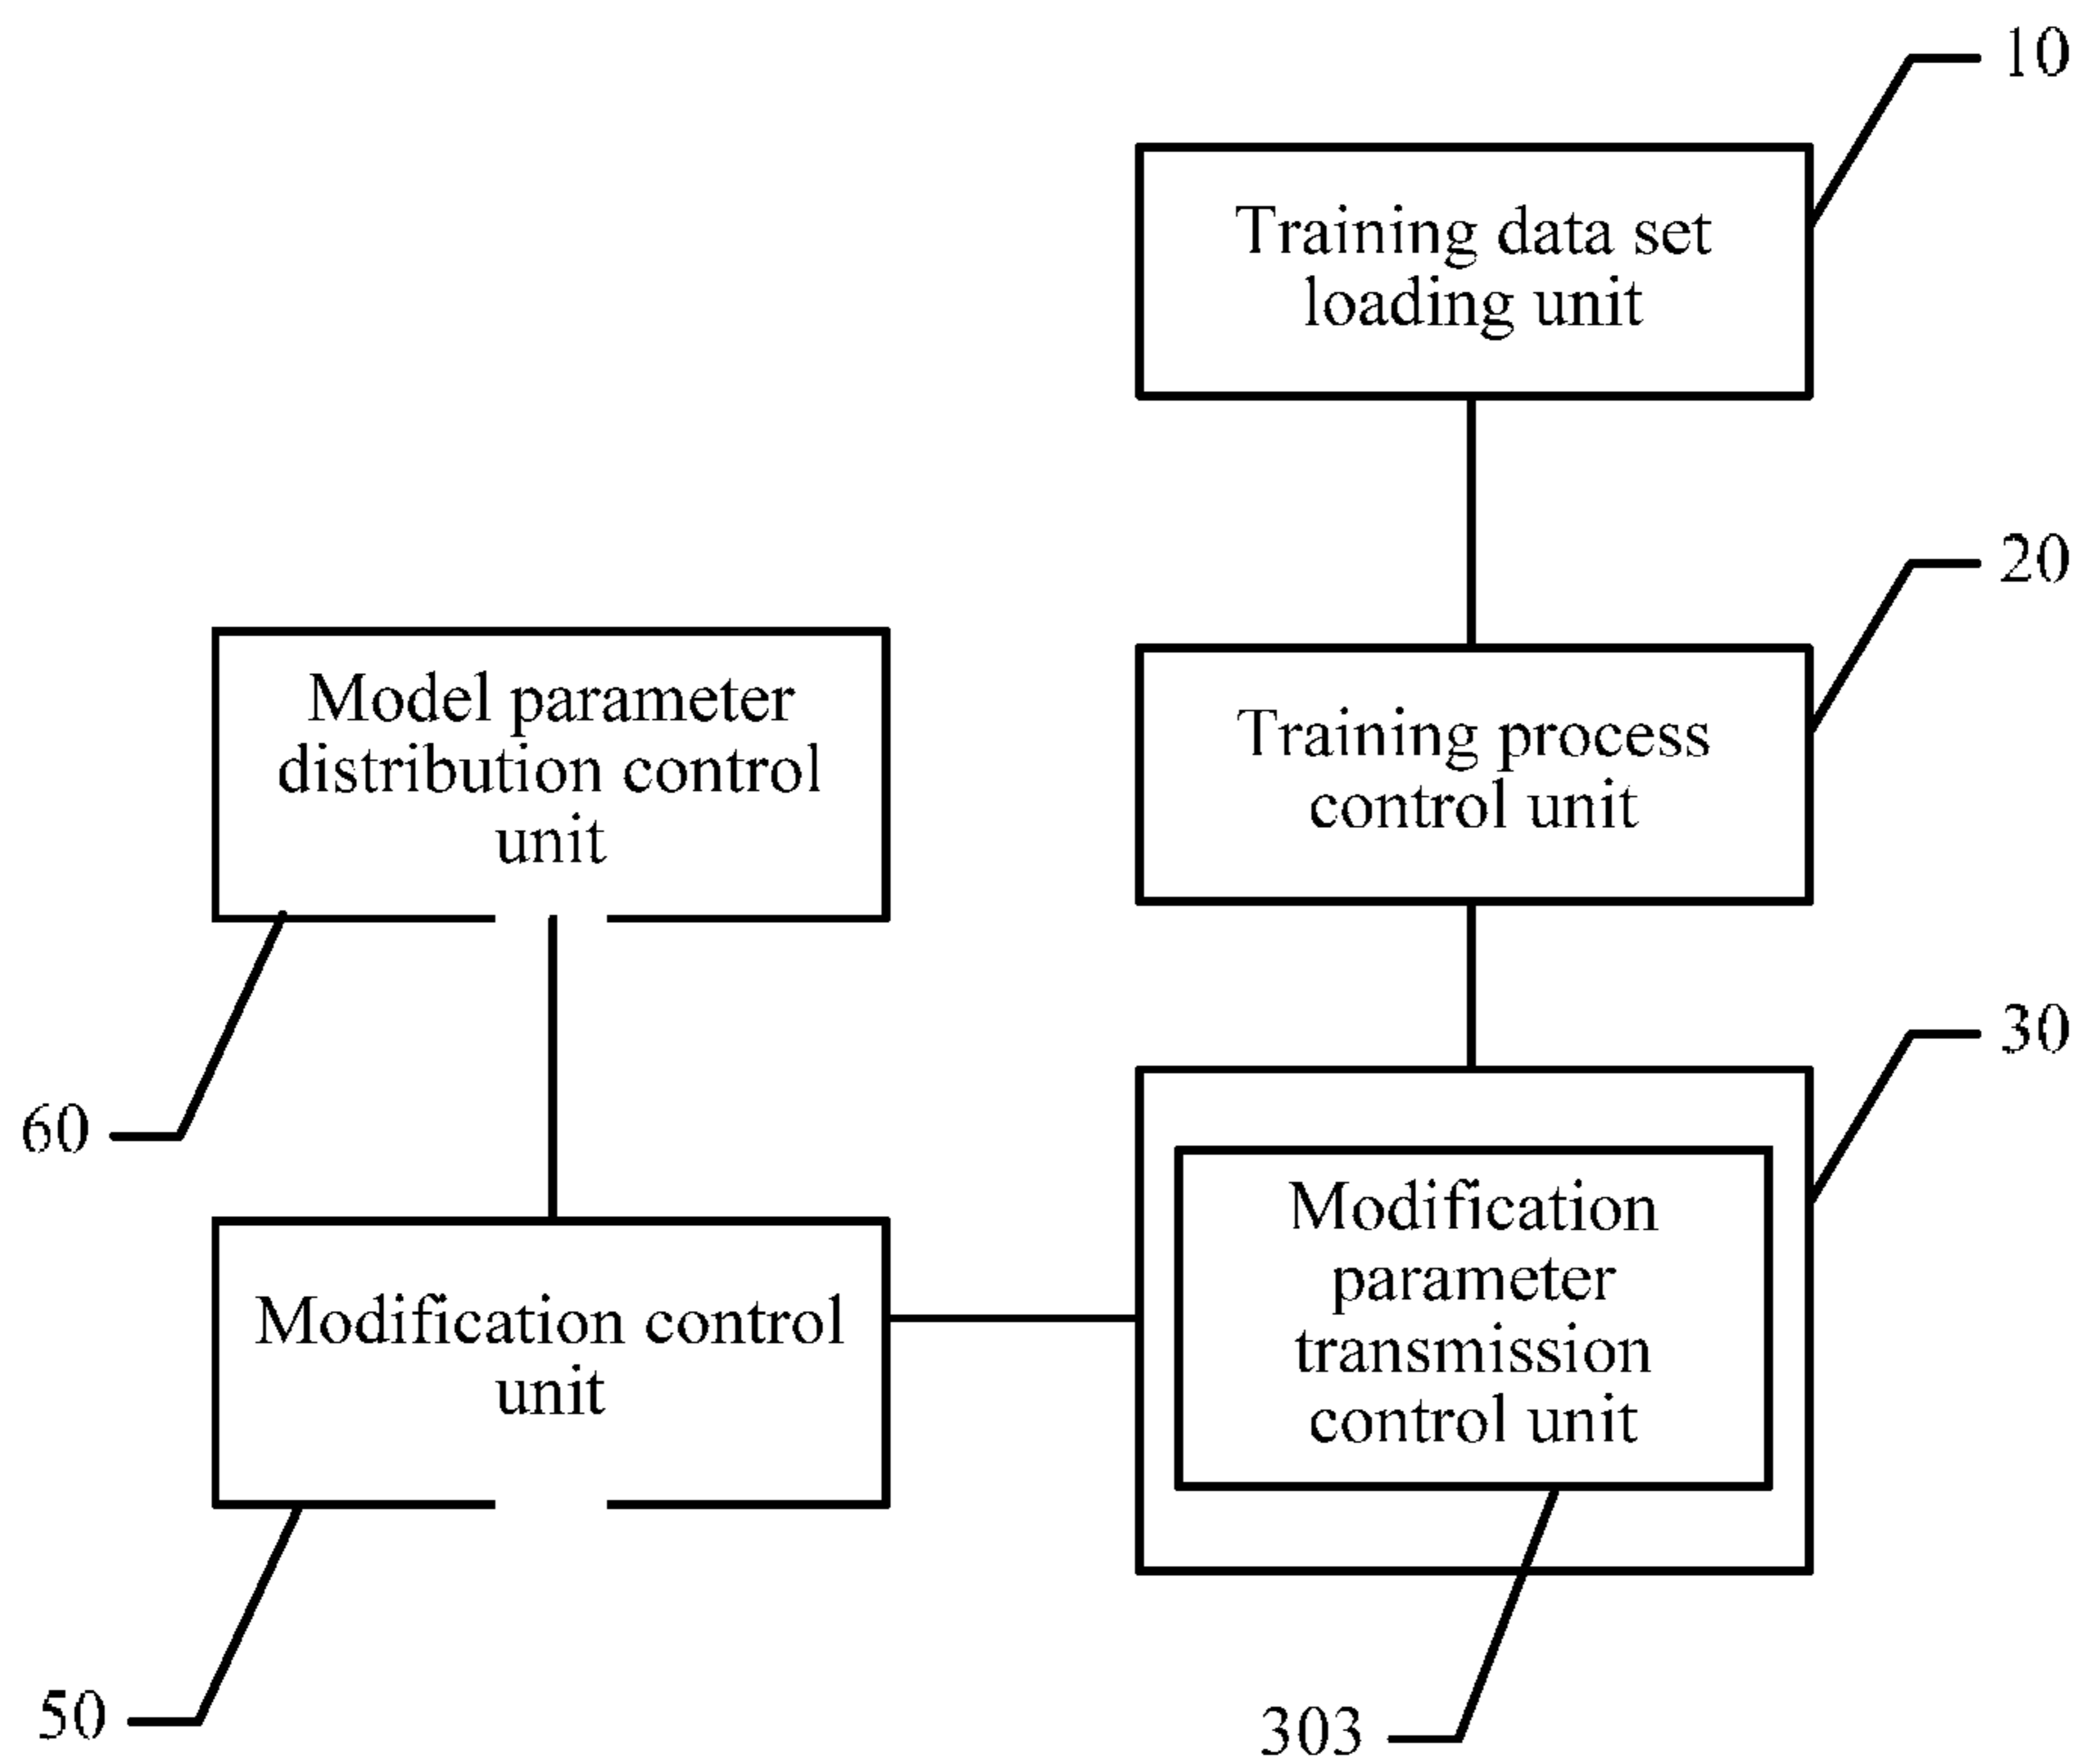 10
Training data set
loading unit
20
Training process
control unit
Model parameter
distribution control
unit
60
30
Modification
parameter
transmission
control unit
Modification control
unit
50
303